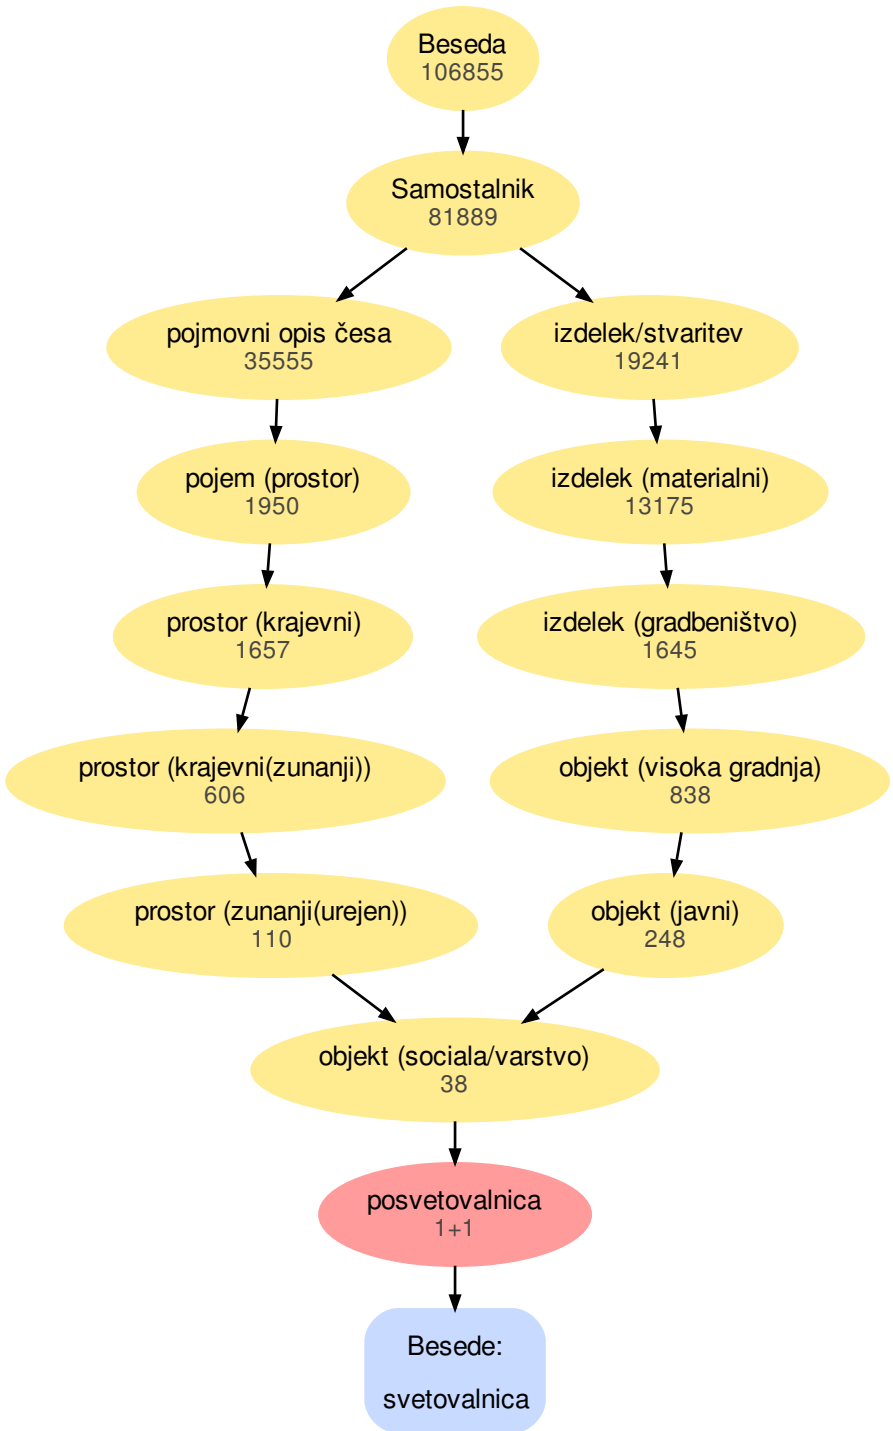 Beseda
106855
Samostalnik
81889
pojmovni opis česa
35555
izdelek/stvaritev
19241
pojem (prostor)
1950
izdelek (materialni)
13175
prostor (krajevni)
1657
izdelek (gradbeništvo)
1645
prostor (krajevni(zunanji))
606
objekt (visoka gradnja)
838
prostor (zunanji(urejen))
110
objekt (javni)
248
objekt (sociala/varstvo)
38
posvetovalnica
1+1
Besede:
svetovalnica